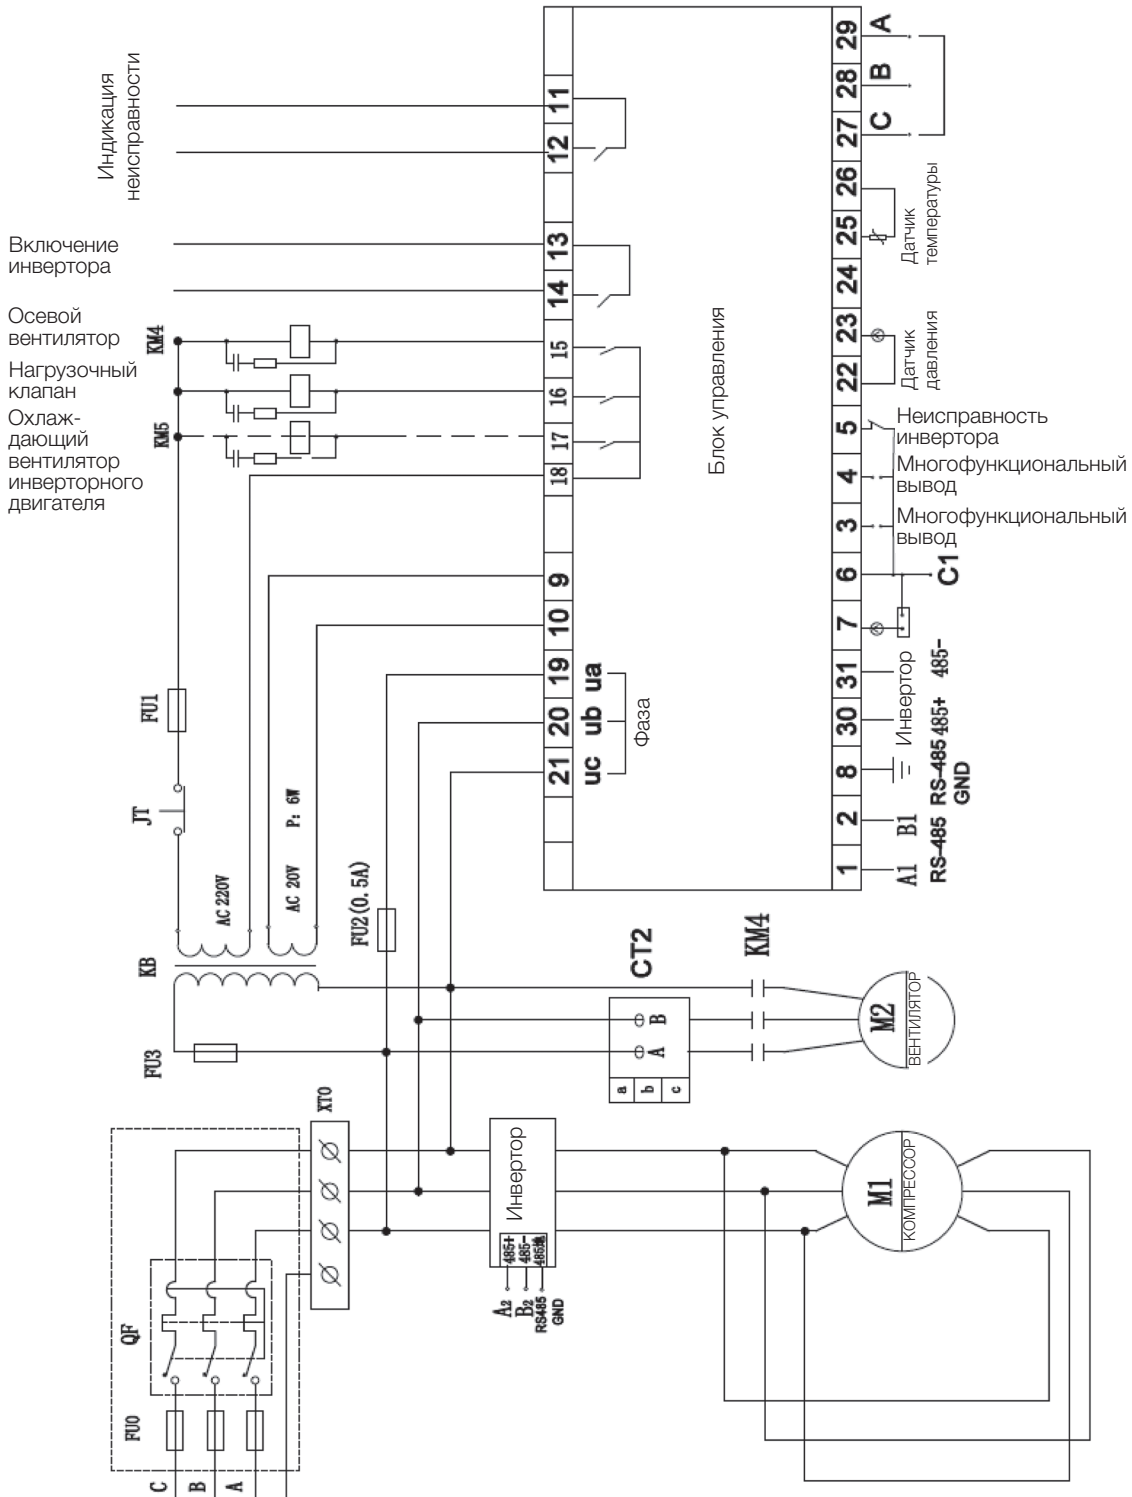 Индикация
неисправности
Включение
инвертора
Осевой
вентилятор
Нагрузочный
клапан
Охлаж-
дающий
вентилятор
инверторного
двигателя
KM4
KM5
FU1
JT
AC 220V
AC 20V
P: 6W
KB
FU2(0.5A)
FU3
11
12
13
14
15
16
17
18
9
10
19 ua
20 ub
21 uc
Фаза
Блок управления
29 A
28 B
27 C
26
25
Датчик
температуры
24
23
22
Датчик
давления
5
Неисправность
инвертора
4
Многофункциональный
вывод
3
Многофункциональный
вывод
6
C1
7
31
485-
30
485+
Инвертор
8
RS-485
GND
2
B1
1
A1
RS-485
CT2
B
A
a
b
c
KM4
M2
ВЕНТИЛЯТОР
XT0
Инвертор
485+
485-
A2
B2
RS485
GND
M1
КОМПРЕССОР
QF
FU0
C
B
A